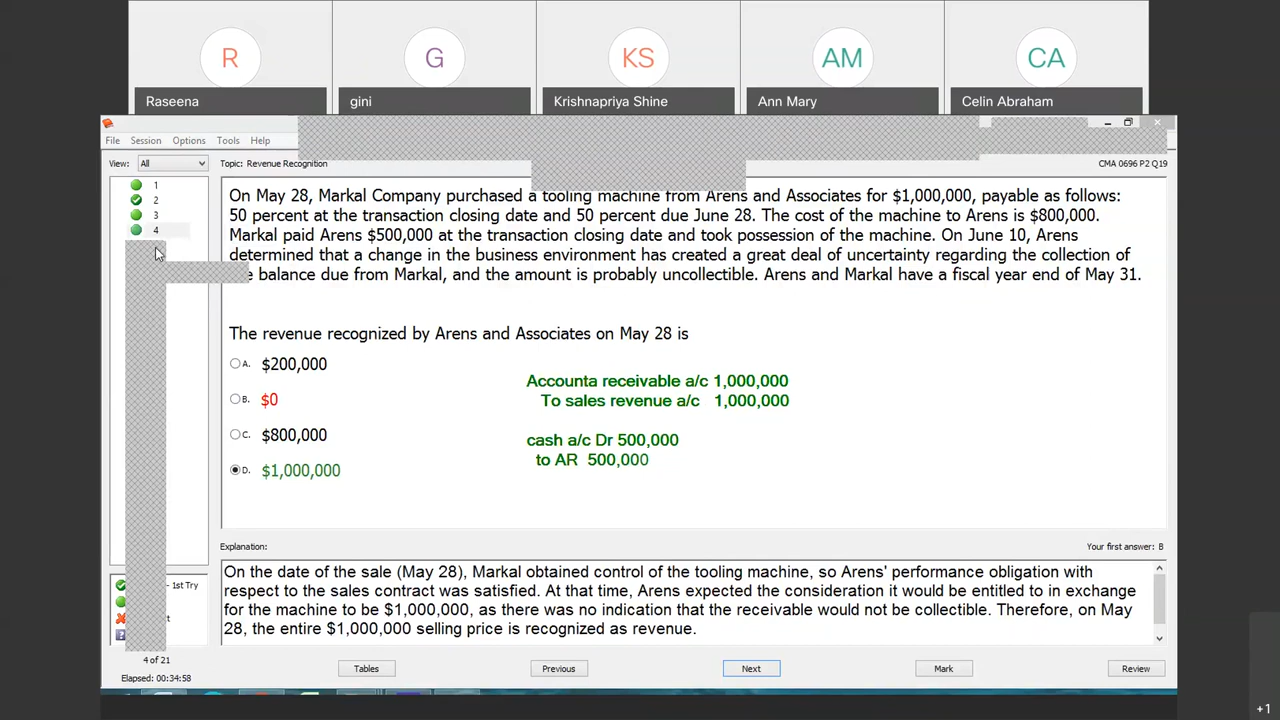 R G KS AM CA
Raseena gini Krishnapriya Shine Ann Mary Celin Abraham
File Session Options Tools Help
View: All Topic: Revenue Recognition CMA 0696 P2 Q19
1
2
3
4
On May 28, Markal Company purchased a tooling machine from Arens and Associates for $1,000,000, payable as follows:
50 percent at the transaction closing date and 50 percent due June 28. The cost of the machine to Arens is $800,000.
Markal paid Arens $500,000 at the transaction closing date and took possession of the machine. On June 10, Arens
determined that a change in the business environment has created a great deal of uncertainty regarding the collection of
balance due from Markal, and the amount is probably uncollectible. Arens and Markal have a fiscal year end of May 31.
The revenue recognized by Arens and Associates on May 28 is
A. $200,000
B. $0
C. $800,000
D. $1,000,000
Accounta receivable a/c 1,000,000
To sales revenue a/c 1,000,000
cash a/c Dr 500,000
to AR 500,000
Explanation: Your first answer: B
On the date of the sale (May 28), Markal obtained control of the tooling machine, so Arens' performance obligation with
respect to the sales contract was satisfied. At that time, Arens expected the consideration it would be entitled to in exchange
for the machine to be $1,000,000, as there was no indication that the receivable would not be collectible. Therefore, on May
28, the entire $1,000,000 selling price is recognized as revenue.
- 1st Try
4 of 21
Elapsed: 00:34:58
Tables Previous Next Mark Review
+1